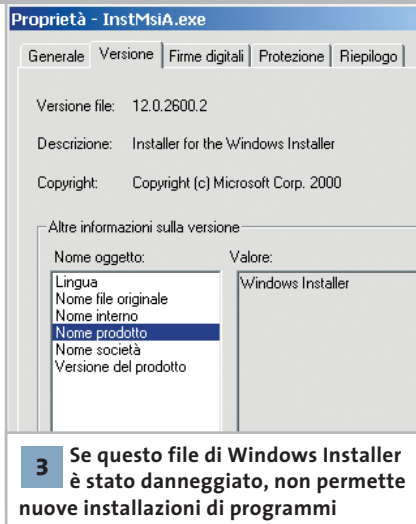 Proprietà - InstMsiA.exe
Generale Versione Firme digitali Protezione Riepilogo
Versione file: 12.0.2600.2
Descrizione: Installer for the Windows Installer
Copyright: Copyright (c) Microsoft Corp. 2000
Altre informazioni sulla versione
Nome oggetto: Valore:
Lingua Windows Installer
Nome file originale
Nome interno
Nome prodotto
Nome società
Versione del prodotto
3 Se questo file di Windows Installer
è stato danneggiato, non permette
nuove installazioni di programmi